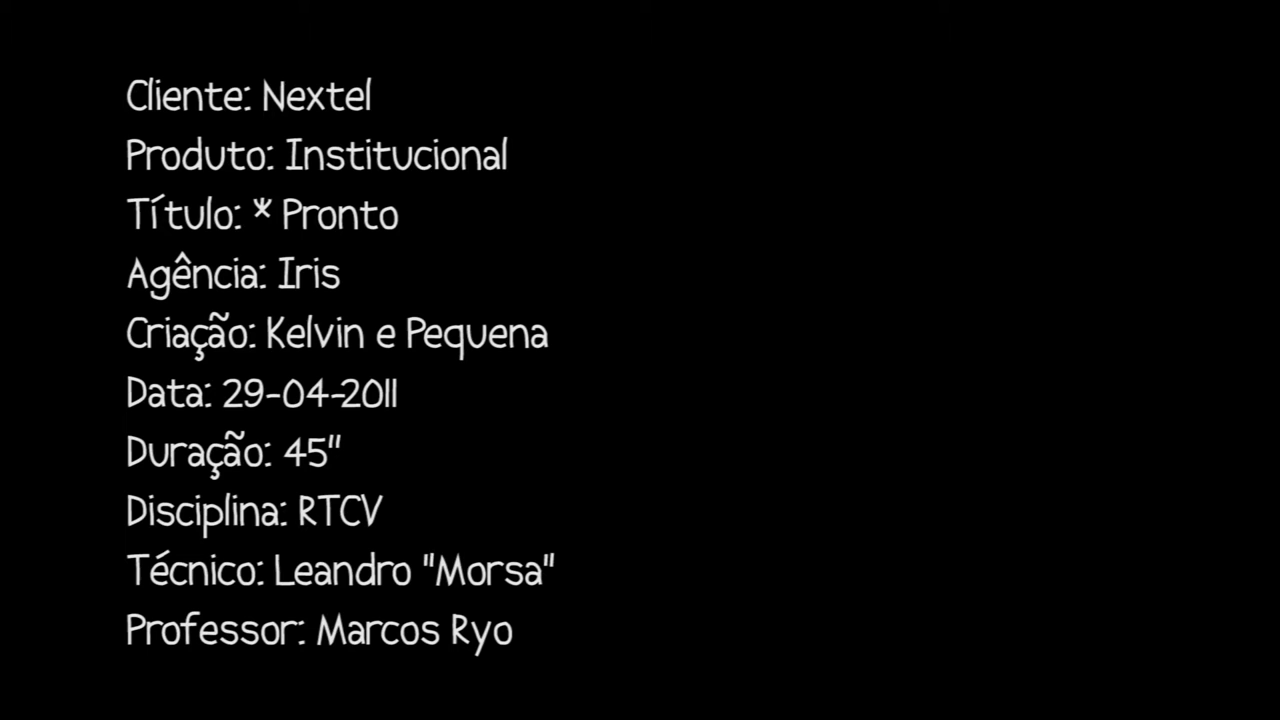 Cliente: Nextel
Produto: Institucional
Título: * Pronto
Agência: Iris
Criação: Kelvin e Pequena
Data: 29-04-2011
Duração: 45"
Disciplina: RTCV
Técnico: Leandro "Morsa"
Professor: Marcos Ryo